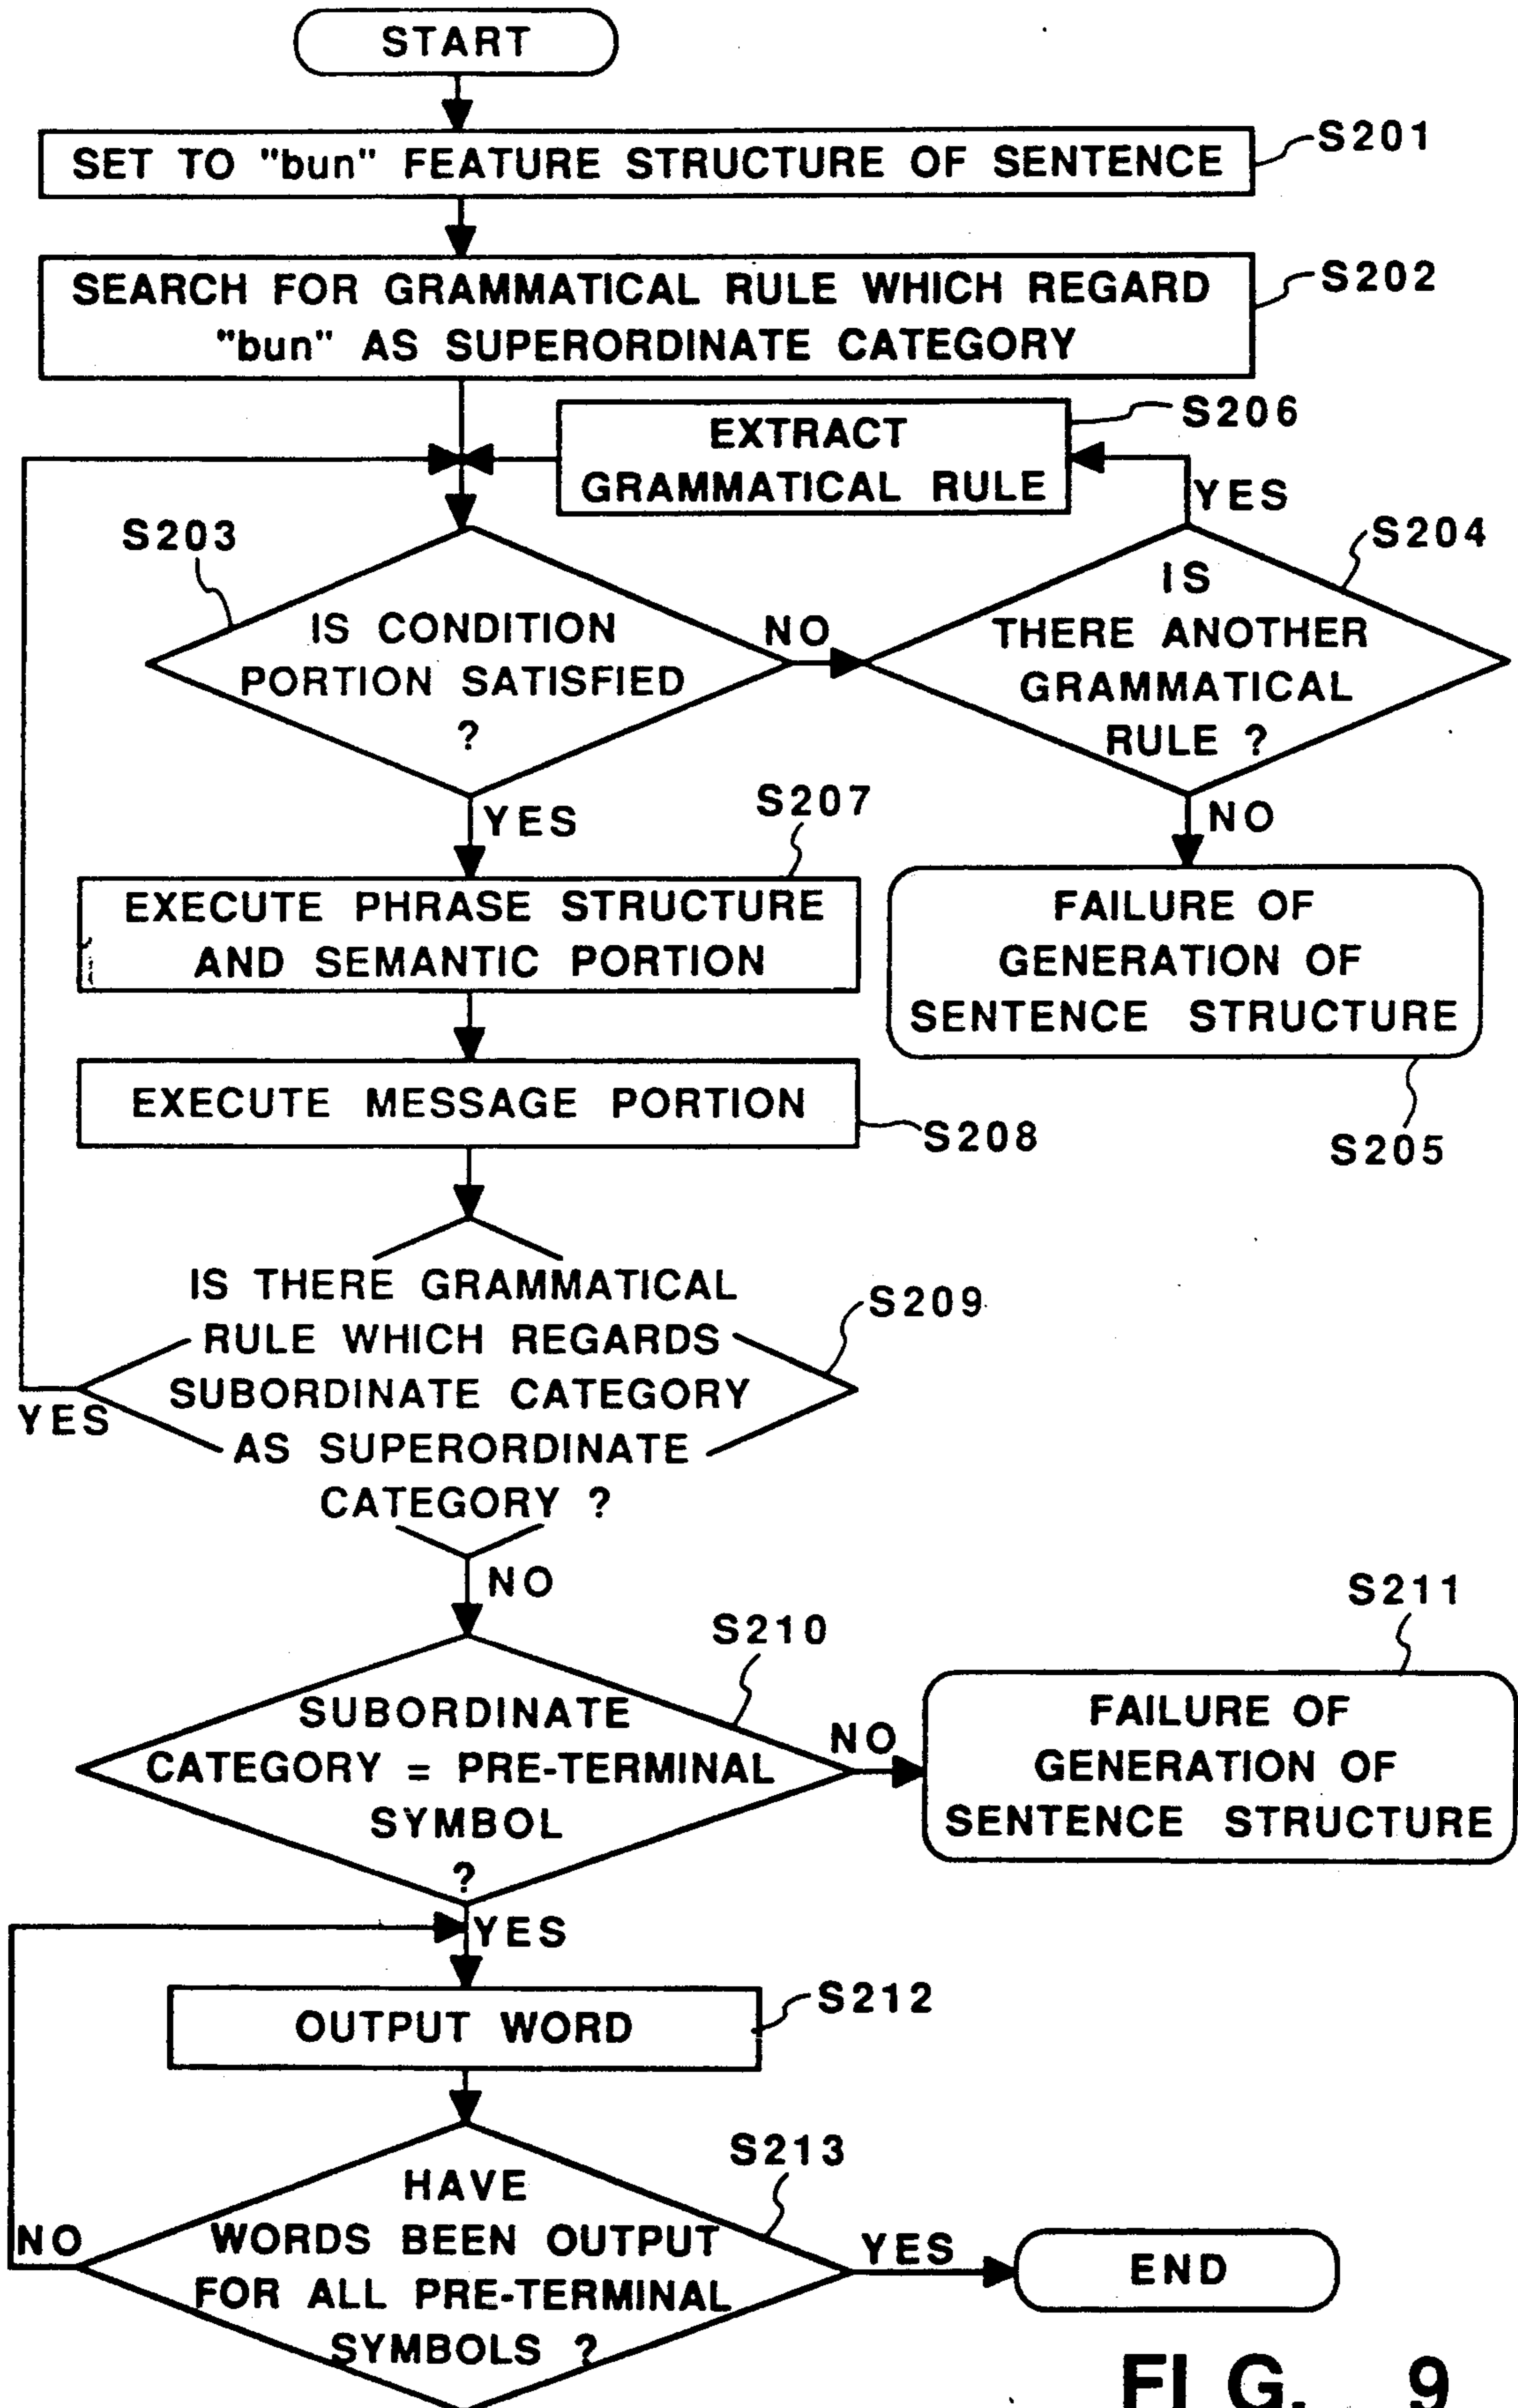 START
SET TO "bun" FEATURE STRUCTURE OF SENTENCE
S201
SEARCH FOR GRAMMATICAL RULE WHICH REGARD
"bun" AS SUPERORDINATE CATEGORY
S202
EXTRACT
GRAMMATICAL RULE
S206
YES
S203
IS CONDITION
PORTION SATISFIED
?
NO
S204
IS
THERE ANOTHER
GRAMMATICAL
RULE ?
YES
NO
S207
EXECUTE PHRASE STRUCTURE
AND SEMANTIC PORTION
FAILURE OF
GENERATION OF
SENTENCE STRUCTURE
S205
EXECUTE MESSAGE PORTION
S208
IS THERE GRAMMATICAL
RULE WHICH REGARDS
SUBORDINATE CATEGORY
AS SUPERORDINATE
CATEGORY ?
S209
YES
NO
S210
SUBORDINATE
CATEGORY = PRE-TERMINAL
SYMBOL
?
NO
S211
FAILURE OF
GENERATION OF
SENTENCE STRUCTURE
YES
OUTPUT WORD
S212
S213
HAVE
WORDS BEEN OUTPUT
FOR ALL PRE-TERMINAL
SYMBOLS ?
NO
YES
END
FIG. 9